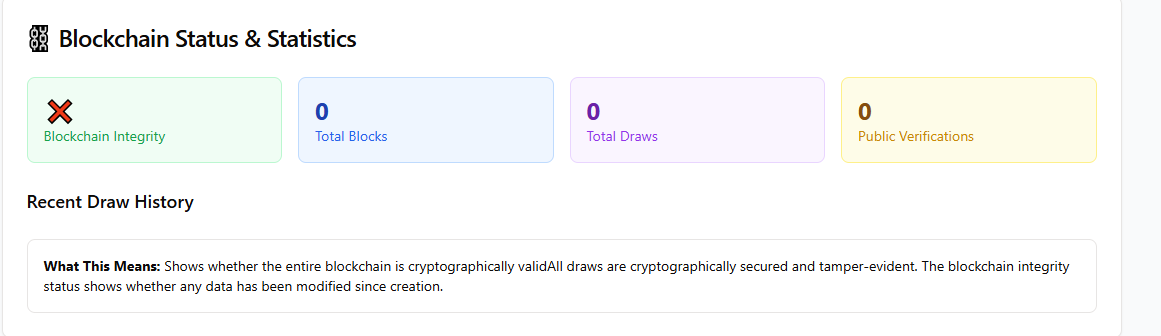 Blockchain Status & Statistics
Blockchain Integrity
0
Total Blocks
0
Total Draws
0
Public Verifications
Recent Draw History
What This Means: Shows whether the entire blockchain is cryptographically validAll draws are cryptographically secured and tamper-evident. The blockchain integrity
status shows whether any data has been modified since creation.